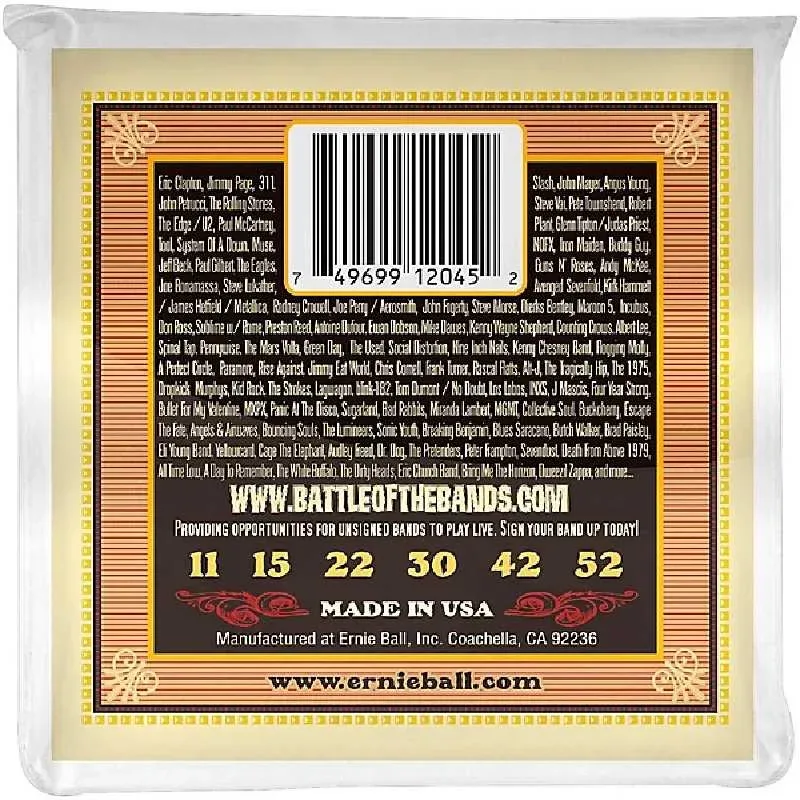 Eric Clapton, Jimmy Page, 311,
John Petrucci, The Rolling Stones,
The Edge / U2, Paul McCartney,
Tool, System Of A Down, Muse,
Jeff Beck, Paul Gilbert, The Eagles,
Joe Bonamassa, Steve Lukather,
7 49699 12045 2
Slash, John Mayer, Angus Young,
Steve Vai, Pete Townshend, Robert
Plant, Glenn Tipton / Judas Priest,
NOFX, Iron Maiden, Buddy Guy,
Guns N' Roses, Andy McKee,
Avenged Sevenfold, Kirk Hammett
/ James Hetfield / Metallica, Rodney Crowell, Joe Perry / Aerosmith, John Fogerty, Steve Morse, Dierks Bentley, Maroon 5, Incubus,
Don Ross, Sublime w/ Rome, Preston Reed, Antoine Dufour, Ewan Dobson, Mike Dawes, Kenny Wayne Shepherd, Counting Crows, Albert Lee,
Spinal Tap, Pennywise, The Mars Volta, Green Day, The Used, Social Distortion, Nine Inch Nails, Kenny Chesney Band, Flogging Molly,
A Perfect Circle, Paramore, Rise Against, Jimmy Eat World, Chris Cornell, Frank Turner, Rascal Flatts, Alt-J, The Tragically Hip, The 1975,
Dropkick Murphys, Kid Rock, The Strokes, Lagwagon, blink-182, Tom Dumont / No Doubt, Los Lobos, INXS, J Mascis, Four Year Strong,
Bullet For My Valentine, MXPX, Panic At The Disco, Sugarland, Bad Rabbits, Miranda Lambert, MGMT, Collective Soul, Buckcherry, Escape
The Fate, Angels & Airwaves, Bouncing Souls, The Lumineers, Sonic Youth, Breaking Benjamin, Blues Saraceno, Butch Walker, Brad Paisley,
Eli Young Band, Yellowcard, Cage The Elephant, Audley Freed, Dr. Dog, The Pretenders, Peter Frampton, Sevendust, Death From Above 1979,
All Time Low, A Day To Remember, The White Buffalo, The Dirty Heads, Eric Church Band, Bring Me The Horizon, Dweezil Zappa, and more...
WWW.BATTLEOFTHEBANDS.COM
PROVIDING OPPORTUNITIES FOR UNSIGNED BANDS TO PLAY LIVE. SIGN YOUR BAND UP TODAY!
11 15 22 30 42 52
MADE IN USA
Manufactured at Ernie Ball, Inc. Coachella, CA 92236
www.ernieball.com